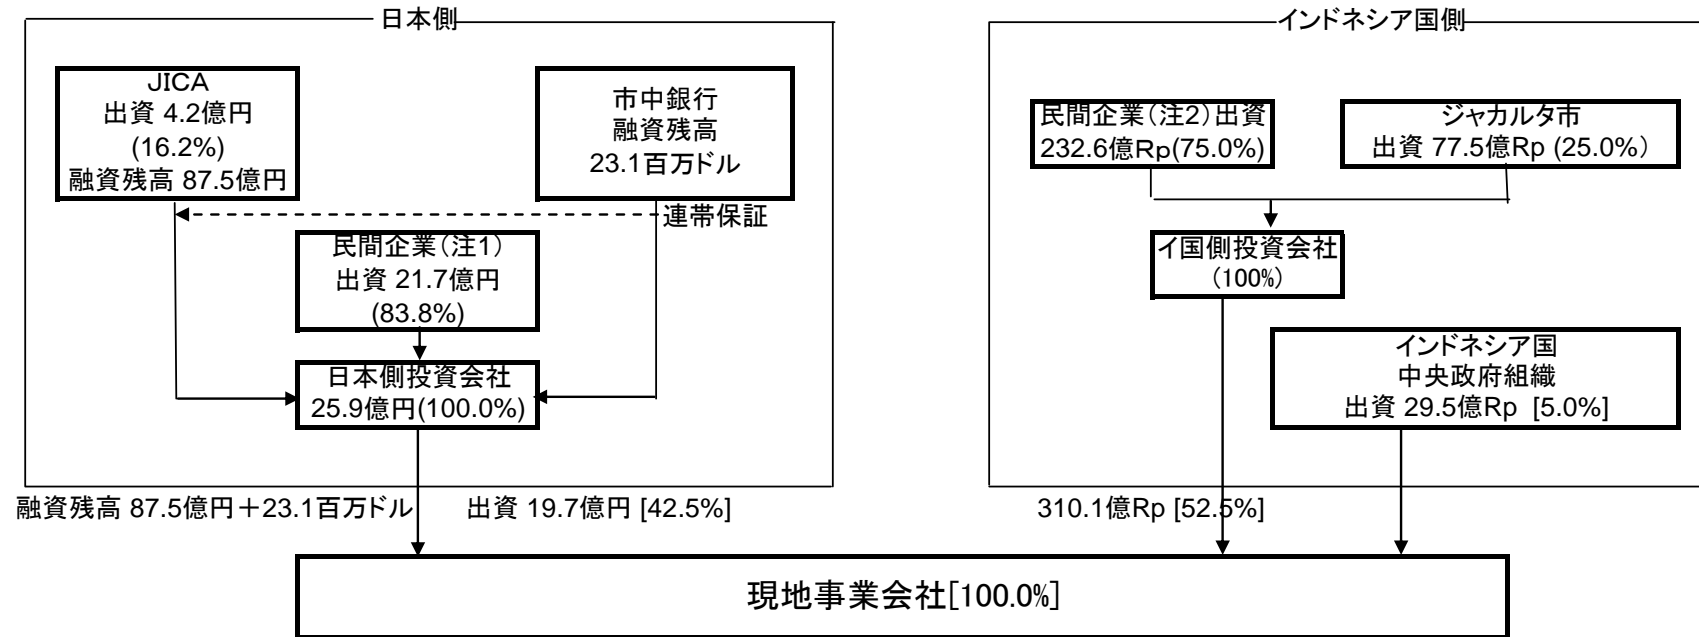 日本側
JICA
出資 4.2億円
(16.2%)
融資残高 87.5億円
市中銀行
融資残高
23.1百万ドル
連帯保証
民間企業(注1)
出資 21.7億円
(83.8%)
日本側投資会社
25.9億円(100.0%)
融資残高 87.5億円+23.1百万ドル
出資 19.7億円 [42.5%]
インドネシア国側
民間企業(注2)出資
232.6億Rp(75.0%)
ジャカルタ市
出資 77.5億Rp (25.0%)
イ国側投資会社
(100%)
インドネシア国
中央政府組織
出資 29.5億Rp [5.0%]
310.1億Rp [52.5%]
現地事業会社[100.0%]